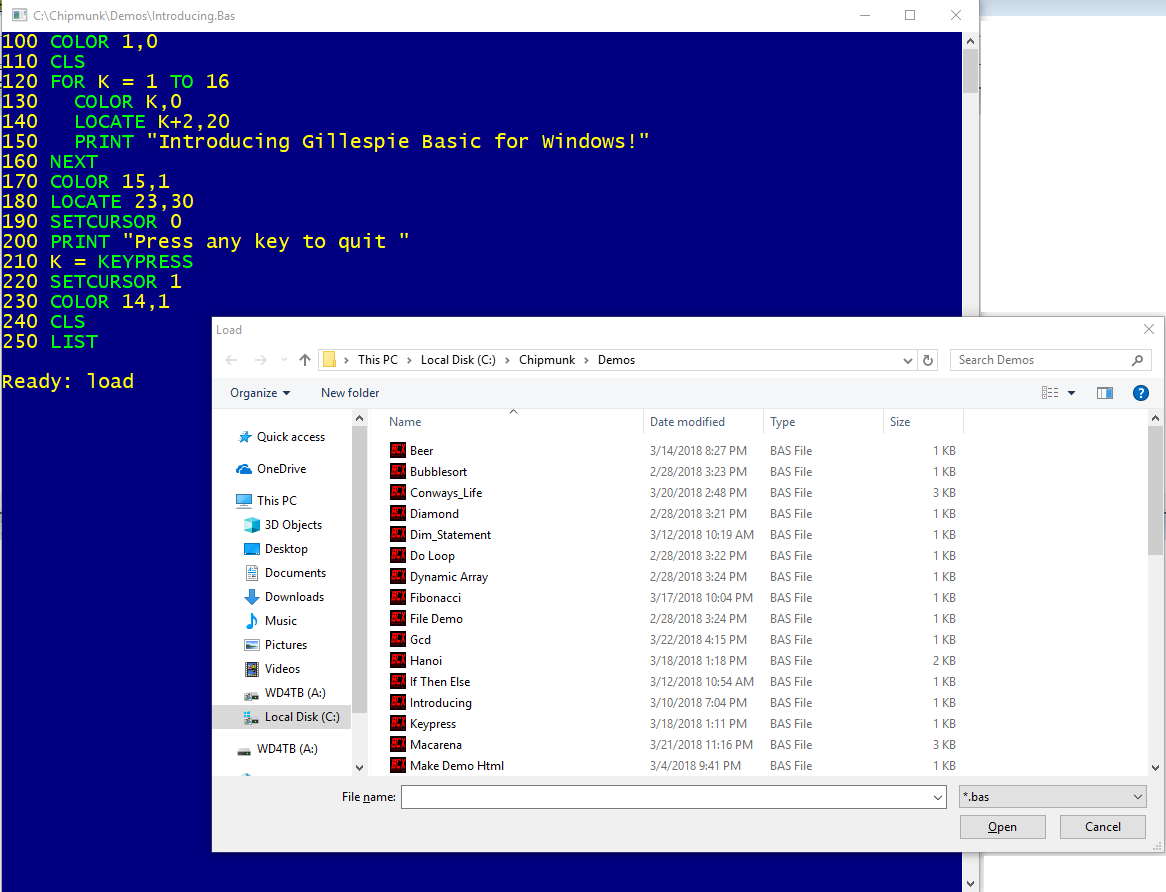 C:\Chipmunk\Demos\Introducing.Bas
100 COLOR 1,0
110 CLS
120 FOR K = 1 TO 16
130   COLOR K,0
140   LOCATE K+2,20
150   PRINT "Introducing Gillespie Basic for Windows!"
160 NEXT
170 COLOR 15,1
180 LOCATE 23,30
190 SETCURSOR 0
200 PRINT "Press any key to quit "
210 K = KEYPRESS
220 SETCURSOR 1
230 COLOR 14,1
240 CLS
250 LIST
Ready: load
Load
This PC > Local Disk (C:) > Chipmunk > Demos
Search Demos
Organize New folder
?
Quick access
OneDrive
This PC
3D Objects
Desktop
Documents
Downloads
Music
Pictures
Videos
WD4TB (A:)
Local Disk (C:)
WD4TB (A:)
Name Date modified Type Size
Beer 3/14/2018 8:27 PM BAS File 1 KB
Bubblesort 2/28/2018 3:23 PM BAS File 1 KB
Conways_Life 3/20/2018 2:48 PM BAS File 3 KB
Diamond 2/28/2018 3:21 PM BAS File 1 KB
Dim_Statement 3/12/2018 10:19 AM BAS File 1 KB
Do Loop 2/28/2018 3:22 PM BAS File 1 KB
Dynamic Array 2/28/2018 3:24 PM BAS File 1 KB
Fibonacci 3/17/2018 10:04 PM BAS File 1 KB
File Demo 2/28/2018 3:24 PM BAS File 1 KB
Gcd 3/22/2018 4:15 PM BAS File 1 KB
Hanoi 3/18/2018 1:18 PM BAS File 2 KB
If Then Else 3/12/2018 10:54 AM BAS File 1 KB
Introducing 3/10/2018 7:04 PM BAS File 1 KB
Keypress 3/18/2018 1:11 PM BAS File 1 KB
Macarena 3/21/2018 11:16 PM BAS File 3 KB
Make Demo Html 3/4/2018 9:41 PM BAS File 1 KB
File name: *.bas
Open Cancel